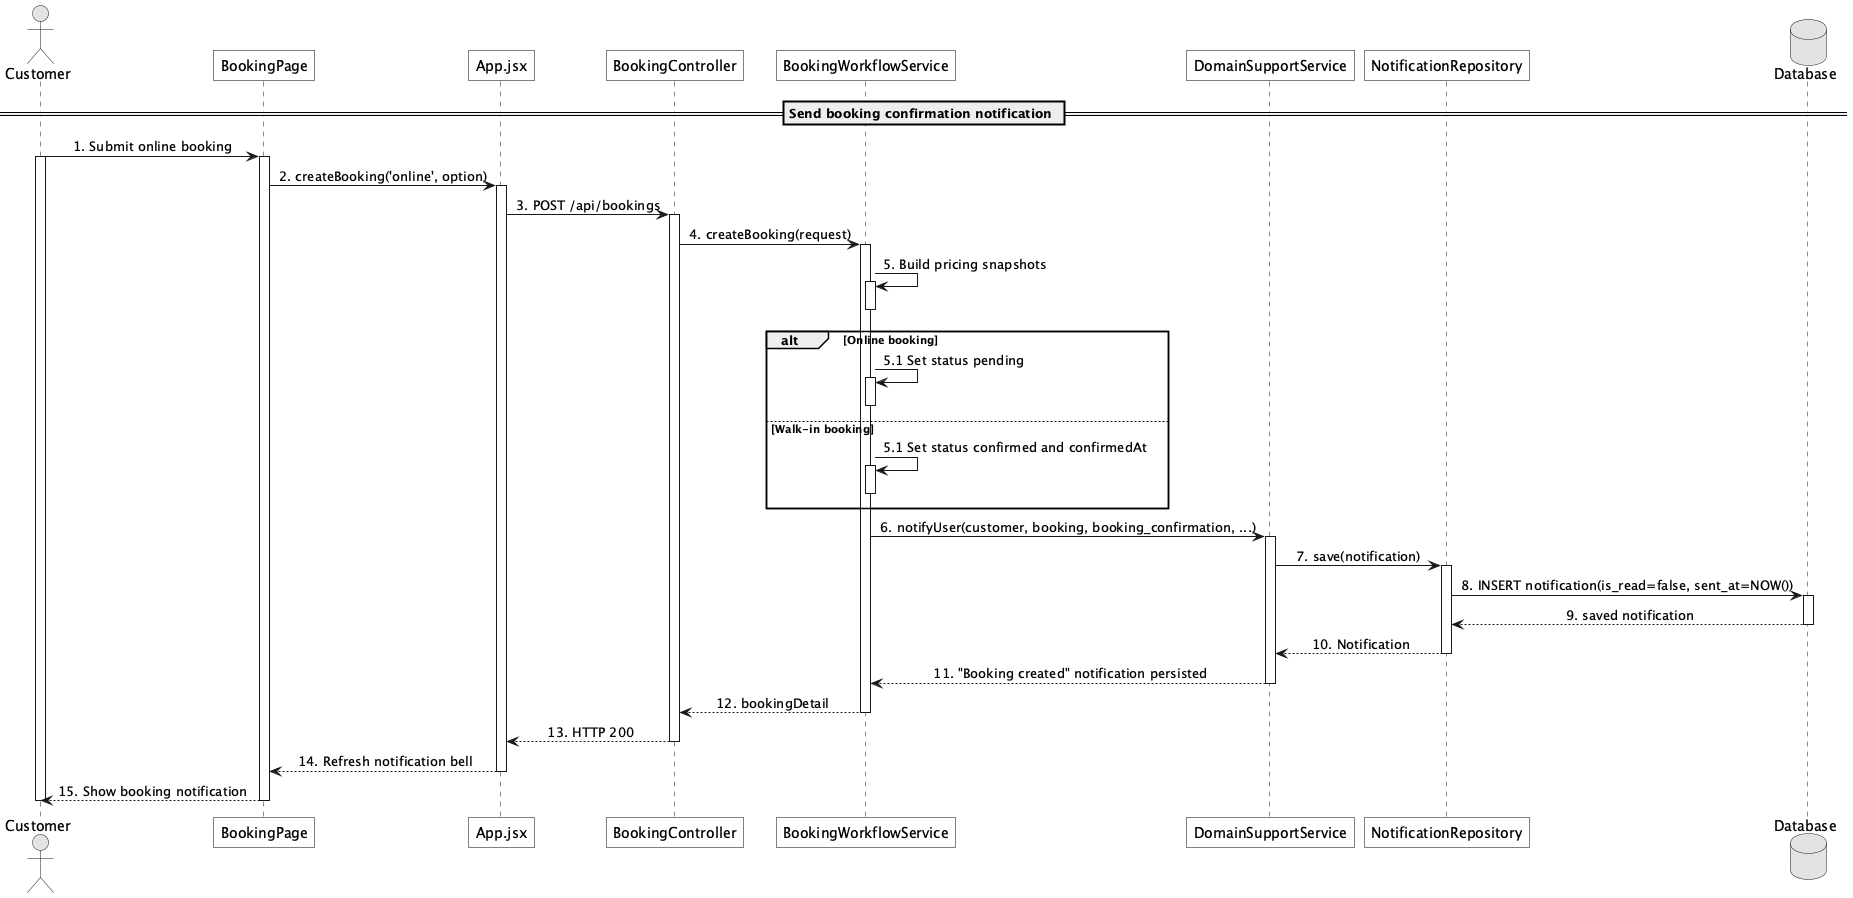 Customer
BookingPage
App.jsx
BookingController
BookingWorkflowService
DomainSupportService
NotificationRepository
Database
Send booking confirmation notification
1. Submit online booking
2. createBooking('online', option)
3. POST /api/bookings
4. createBooking(request)
5. Build pricing snapshots
alt
[Online booking]
5.1 Set status pending
[Walk-in booking]
5.1 Set status confirmed and confirmedAt
6. notifyUser(customer, booking, booking_confirmation, ...)
7. save(notification)
8. INSERT notification(is_read=false, sent_at=NOW())
9. saved notification
10. Notification
11. "Booking created" notification persisted
12. bookingDetail
13. HTTP 200
14. Refresh notification bell
15. Show booking notification
Customer
BookingPage
App.jsx
BookingController
BookingWorkflowService
DomainSupportService
NotificationRepository
Database